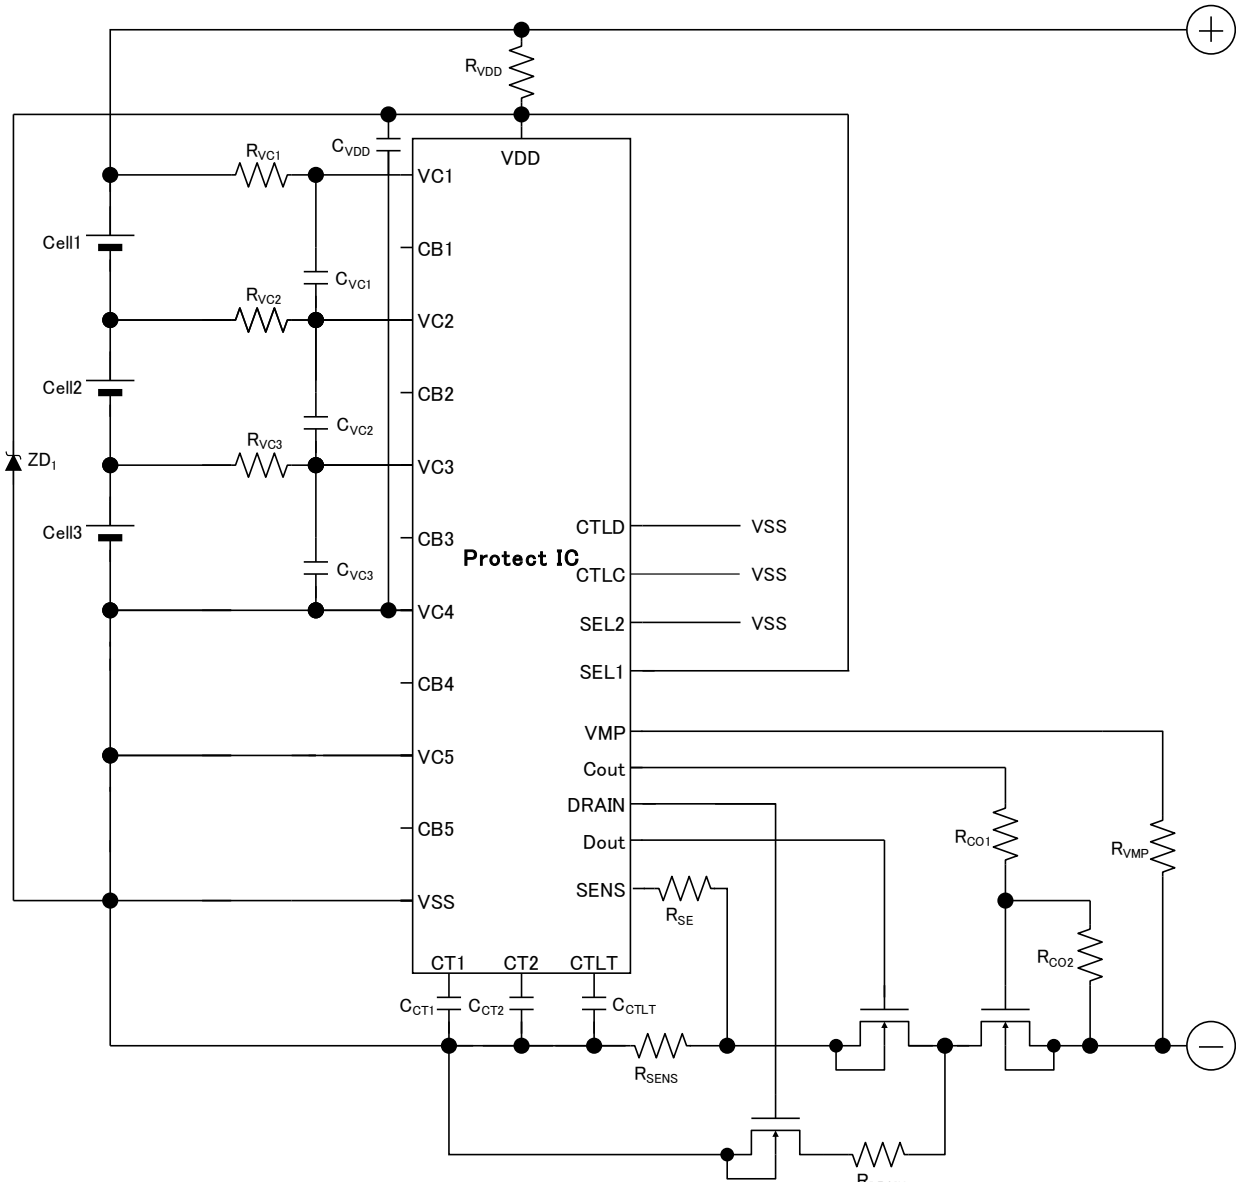 +
RVDD
CVDD
VDD
RVC1
VC1
Cell1
CB1
CVC1
RVC2
VC2
Cell2
CB2
CVC2
RVC3
ZD1
VC3
Cell3
CTLD VSS
CB3
Protect IC
CVC3
CTLC VSS
VC4
SEL2 VSS
SEL1
CB4
VMP
VC5
Cout
DRAIN
CB5
Dout
RCO1
RVMP
SENS
VSS
RSE
RCO2
CT1 CT2 CTLT
CCT1 CCT2 CCTLT
−
RSENS